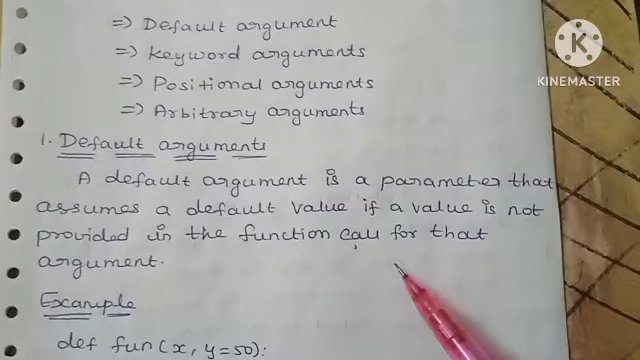 => Default argument
=> Keyword arguments
=> Positional arguments
=> Arbitrary arguments
K
KINEMASTER
1. Default arguments
A default argument is a parameter that
assumes a default value if a value is not
provided in the function call for that
argument.
Example
def fun(x, y=50):